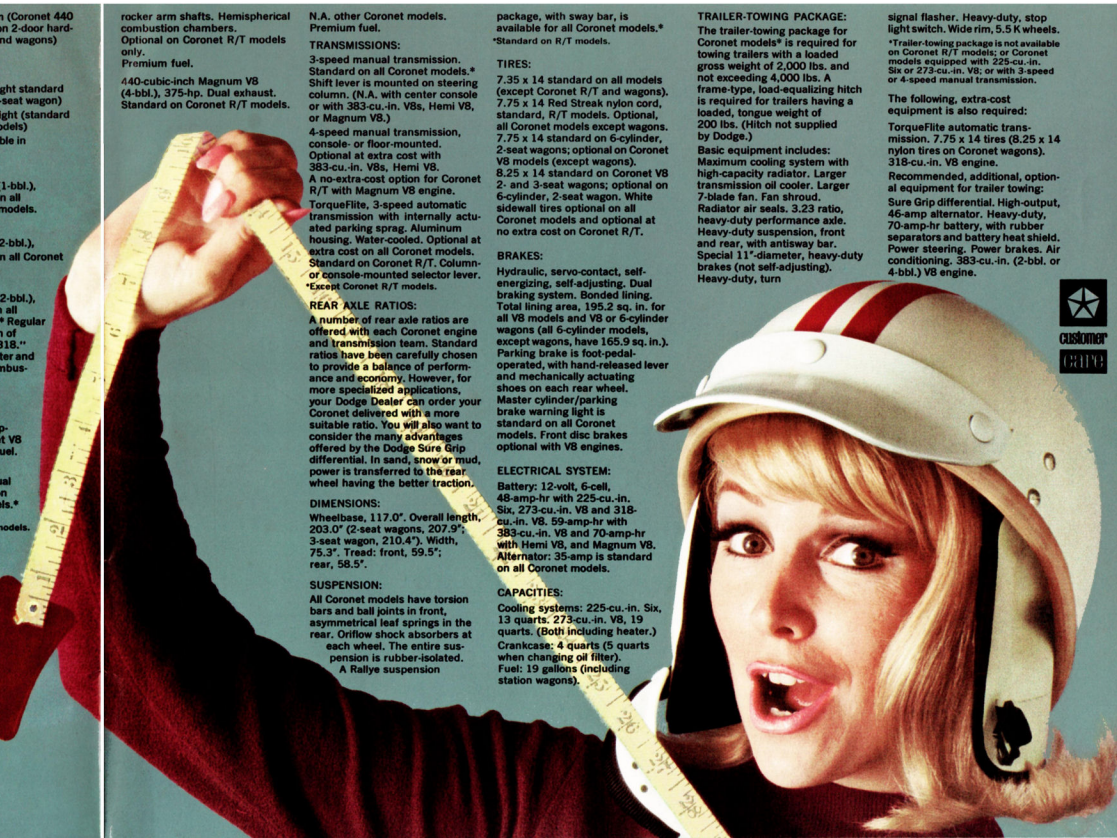 n (Coronet 440
on 2-door hard-
nd wagons)
ght standard
-seat wagon)
ight (standard
odels)
ble in
(1-bbl.),
n all
models.
2-bbl.),
n all Coronet
2-bbl.),
n all
* Regular
n of
318."
ter and
mbus-
p-
t V8
uel.
ual
on
els.*
models.
rocker arm shafts. Hemispherical
combustion chambers.
Optional on Coronet R/T models
only.
Premium fuel.
440-cubic-inch Magnum V8
(4-bbl.), 375-hp. Dual exhaust.
Standard on Coronet R/T models.
N.A. other Coronet models.
Premium fuel.
TRANSMISSIONS:
3-speed manual transmission.
Standard on all Coronet models.*
Shift lever is mounted on steering
column. (N.A. with center console
or with 383-cu.-in. V8s, Hemi V8,
or Magnum V8.)
4-speed manual transmission,
console- or floor-mounted.
Optional at extra cost with
383-cu.-in. V8s, Hemi V8.
A no-extra-cost option for Coronet
R/T with Magnum V8 engine.
TorqueFlite, 3-speed automatic
transmission with internally actu-
ated parking sprag. Aluminum
housing. Water-cooled. Optional at
extra cost on all Coronet models.
Standard on Coronet R/T. Column-
or console-mounted selector lever.
*Except Coronet R/T models.
REAR AXLE RATIOS:
A number of rear axle ratios are
offered with each Coronet engine
and transmission team. Standard
ratios have been carefully chosen
to provide a balance of perform-
ance and economy. However, for
more specialized applications,
your Dodge Dealer can order your
Coronet delivered with a more
suitable ratio. You will also want to
consider the many advantages
offered by the Dodge Sure Grip
differential. In sand, snow or mud,
power is transferred to the rear
wheel having the better traction.
DIMENSIONS:
Wheelbase, 117.0". Overall length,
203.0" (2-seat wagons, 207.9";
3-seat wagon, 210.4"). Width,
75.3". Tread: front, 59.5";
rear, 58.5".
SUSPENSION:
All Coronet models have torsion
bars and ball joints in front,
asymmetrical leaf springs in the
rear. Oriflow shock absorbers at
each wheel. The entire sus-
pension is rubber-isolated.
A Rallye suspension
package, with sway bar, is
available for all Coronet models.*
*Standard on R/T models.
TIRES:
7.35 x 14 standard on all models
(except Coronet R/T and wagons).
7.75 x 14 Red Streak nylon cord,
standard, R/T models. Optional,
all Coronet models except wagons.
7.75 x 14 standard on 6-cylinder,
2-seat wagons; optional on Coronet
V8 models (except wagons).
8.25 x 14 standard on Coronet V8
2- and 3-seat wagons; optional on
6-cylinder, 2-seat wagon. White
sidewall tires optional on all
Coronet models and optional at
no extra cost on Coronet R/T.
BRAKES:
Hydraulic, servo-contact, self-
energizing, self-adjusting. Dual
braking system. Bonded lining.
Total lining area, 195.2 sq. in. for
all V8 models and V8 or 6-cylinder
wagons (all 6-cylinder models,
except wagons, have 165.9 sq. in.).
Parking brake is foot-pedal-
operated, with hand-released lever
and mechanically actuating
shoes on each rear wheel.
Master cylinder/parking
brake warning light is
standard on all Coronet
models. Front disc brakes
optional with V8 engines.
ELECTRICAL SYSTEM:
Battery: 12-volt, 6-cell,
48-amp-hr with 225-cu.-in.
Six, 273-cu.-in. V8 and 318-
cu.-in. V8. 59-amp-hr with
383-cu.-in. V8 and 70-amp-hr
with Hemi V8, and Magnum V8.
Alternator: 35-amp is standard
on all Coronet models.
CAPACITIES:
Cooling systems: 225-cu.-in. Six,
13 quarts. 273-cu.-in. V8, 19
quarts. (Both including heater.)
Crankcase: 4 quarts (5 quarts
when changing oil filter).
Fuel: 19 gallons (including
station wagons).
TRAILER-TOWING PACKAGE:
The trailer-towing package for
Coronet models* is required for
towing trailers with a loaded
gross weight of 2,000 lbs. and
not exceeding 4,000 lbs. A
frame-type, load-equalizing hitch
is required for trailers having a
loaded, tongue weight of
200 lbs. (Hitch not supplied
by Dodge.)
Basic equipment includes:
Maximum cooling system with
high-capacity radiator. Larger
transmission oil cooler. Larger
7-blade fan. Fan shroud.
Radiator air seals. 3.23 ratio,
heavy-duty performance axle.
Heavy-duty suspension, front
and rear, with antisway bar.
Special 11"-diameter, heavy-duty
brakes (not self-adjusting).
Heavy-duty, turn
signal flasher. Heavy-duty, stop
light switch. Wide rim, 5.5 K wheels.
*Trailer-towing package is not available
on Coronet R/T models; or Coronet
models equipped with 225-cu.-in.
Six or 273-cu.-in. V8; or with 3-speed
or 4-speed manual transmission.
The following, extra-cost
equipment is also required:
TorqueFlite automatic trans-
mission. 7.75 x 14 tires (8.25 x 14
nylon tires on Coronet wagons).
318-cu.-in. V8 engine.
Recommended, additional, option-
al equipment for trailer towing:
Sure Grip differential. High-output,
46-amp alternator. Heavy-duty,
70-amp-hr battery, with rubber
separators and battery heat shield.
Power steering. Power brakes. Air
conditioning. 383-cu.-in. (2-bbl. or
4-bbl.) V8 engine.
customer
care